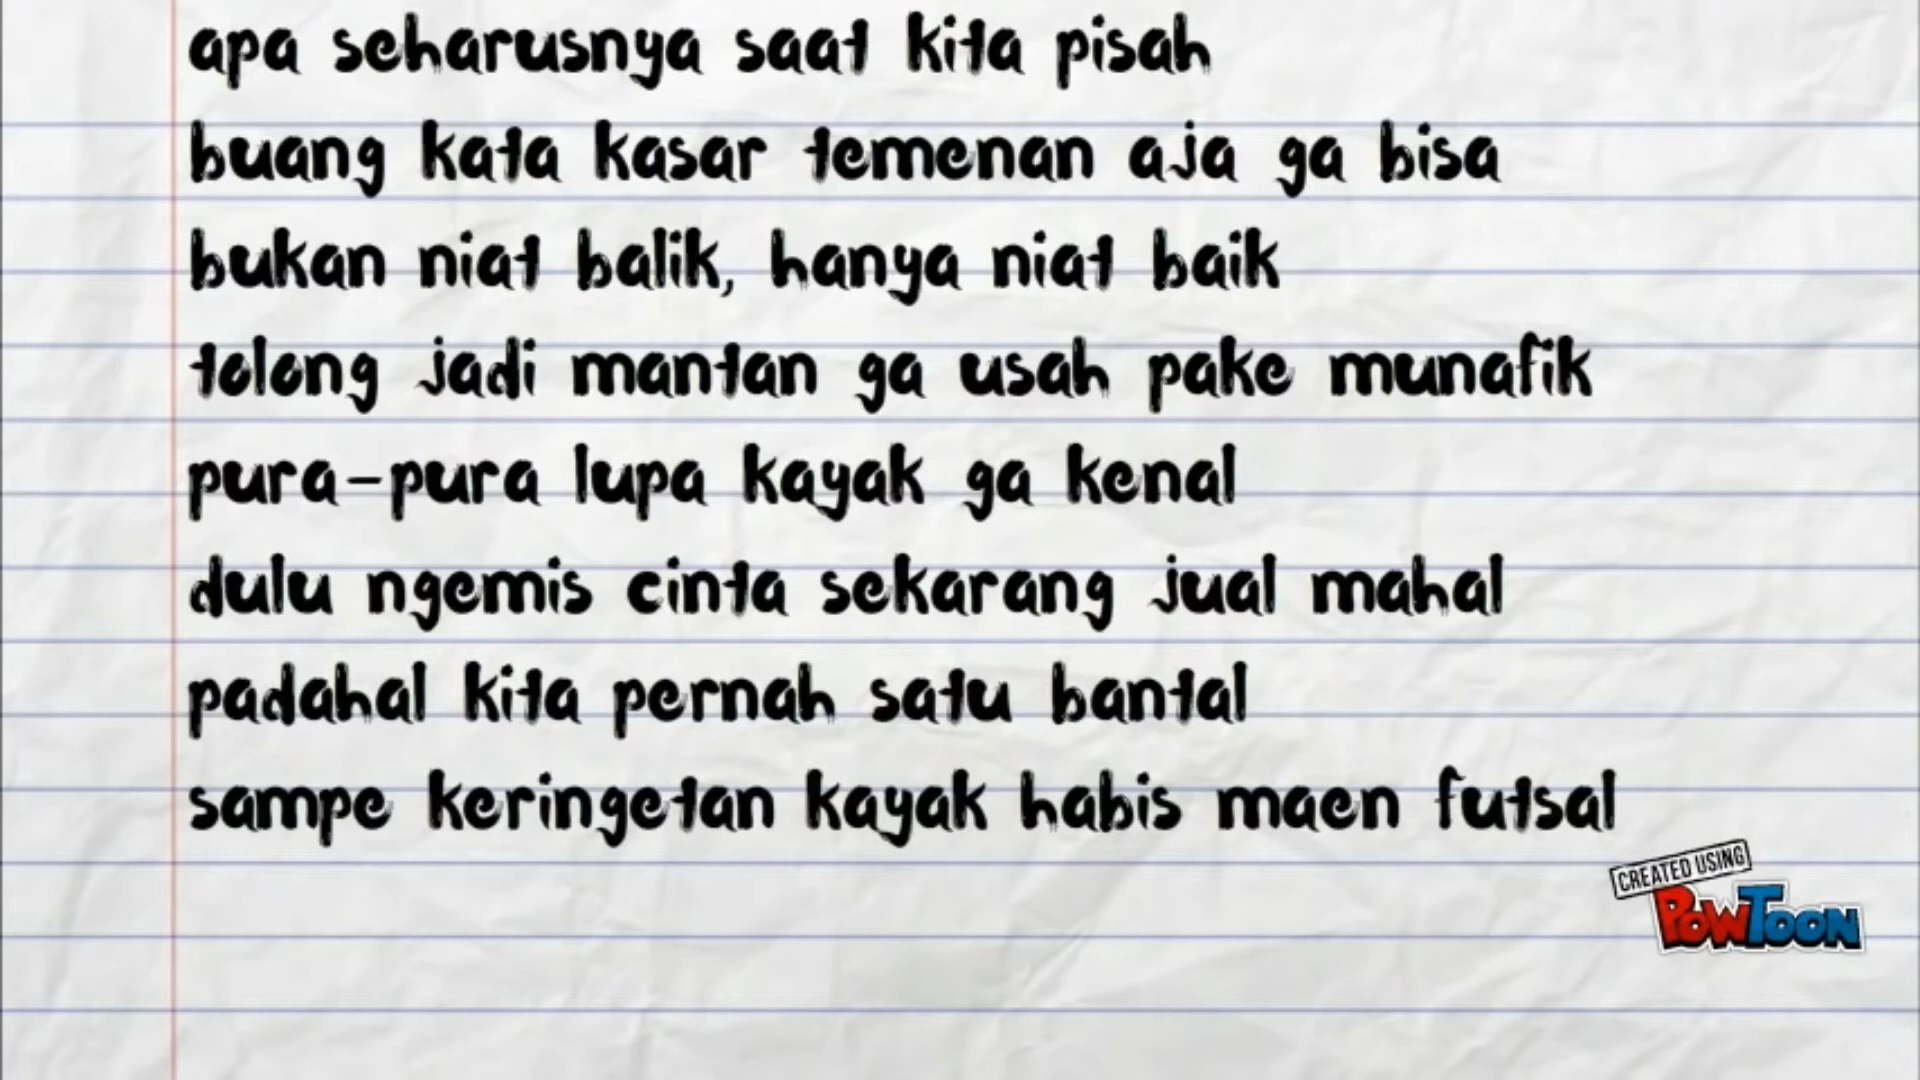 apa seharusnya saat kita pisah
buang kata kasar temenan aja ga bisa
bukan niat balik, hanya niat baik
tolong jadi mantan ga usah pake munafik
pura-pura lupa kayak ga kenal
dulu ngemis cinta sekarang jual mahal
padahal kita pernah satu bantal
sampe keringetan kayak habis maen futsal
CREATED USING
POWTOON